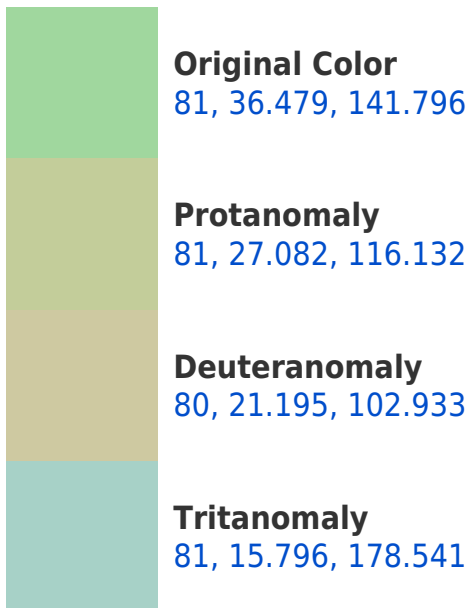 Original Color
81, 36.479, 141.796
Protanomaly
81, 27.082, 116.132
Deuteranomaly
80, 21.195, 102.933
Tritanomaly
81, 15.796, 178.541